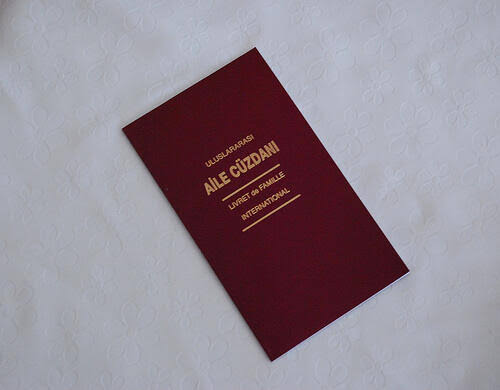 ULUSLARARASI
AİLE CÜZDANI
LIVRET de FAMILLE
INTERNATIONAL